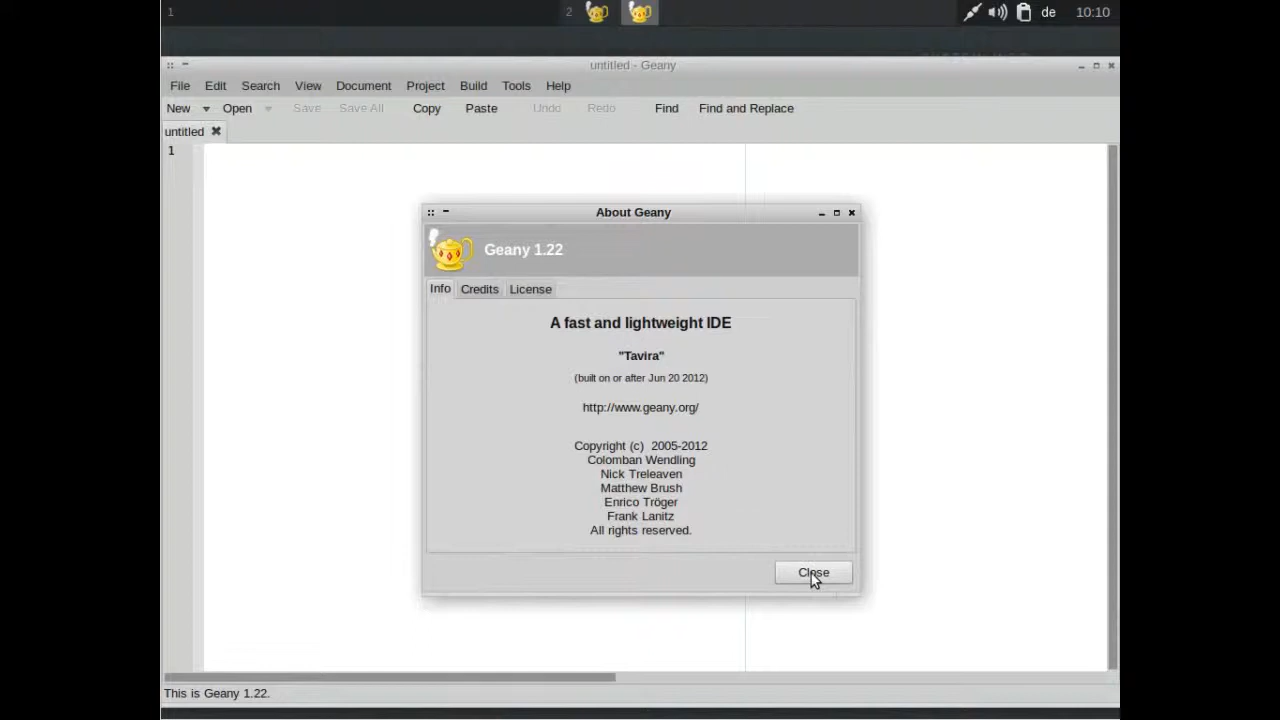 1
2
de
10:10
untitled - Geany
File Edit Search View Document Project Build Tools Help
New Open Save Save All Copy Paste Undo Redo Find Find and Replace
untitled
1
About Geany
Geany 1.22
Info Credits License
A fast and lightweight IDE
"Tavira"
(built on or after Jun 20 2012)
http://www.geany.org/
Copyright (c) 2005-2012
Colomban Wendling
Nick Treleaven
Matthew Brush
Enrico Tröger
Frank Lanitz
All rights reserved.
Close
This is Geany 1.22.